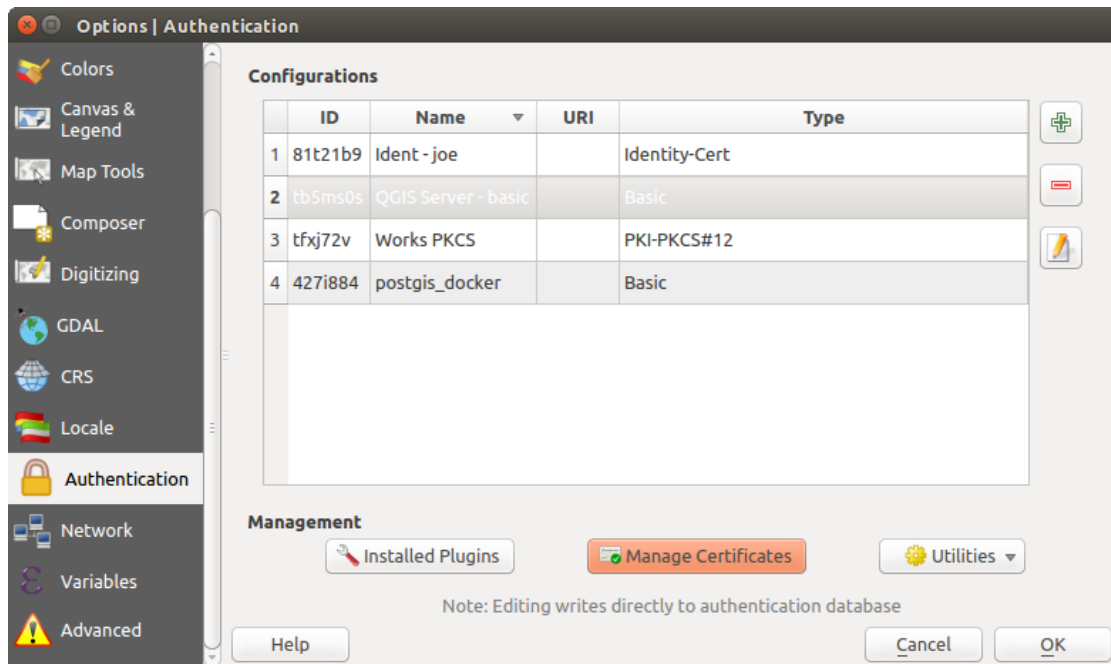 Options | Authentication
Colors
Canvas &
Legend
Map Tools
Composer
Digitizing
GDAL
CRS
Locale
Authentication
Network
Variables
Advanced
Configurations
ID Name URI Type
1 81t21b9 Ident - joe Identity-Cert
2 tb5ms0s QGIS Server - basic Basic
3 tfxj72v Works PKCS PKI-PKCS#12
4 427i884 postgis_docker Basic
Management
Installed Plugins Manage Certificates Utilities
Note: Editing writes directly to authentication database
Help Cancel OK